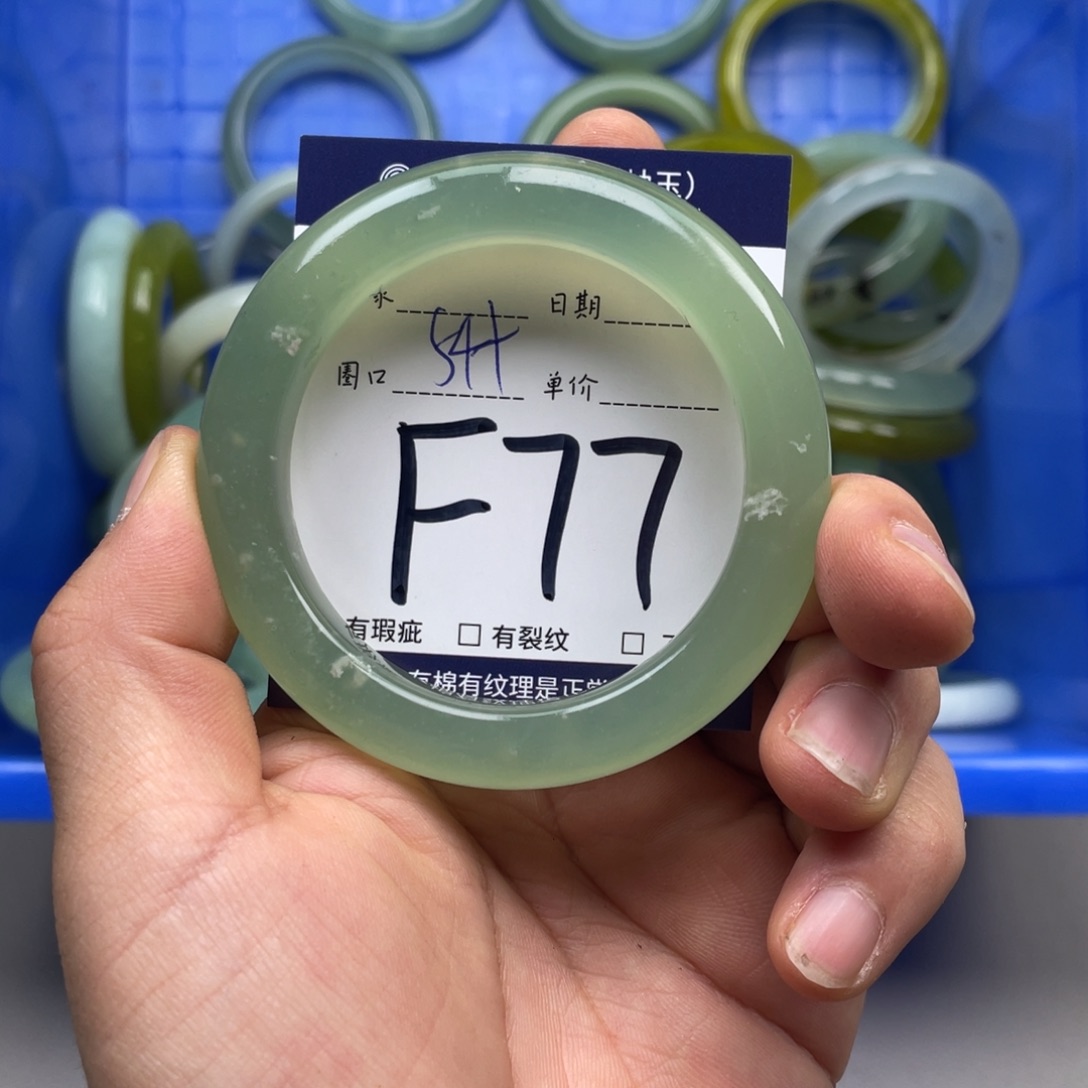 玉）
日期
圈口 54+ 单价
F77
有瑕疵 □ 有裂纹 □
有棉有纹理是正常